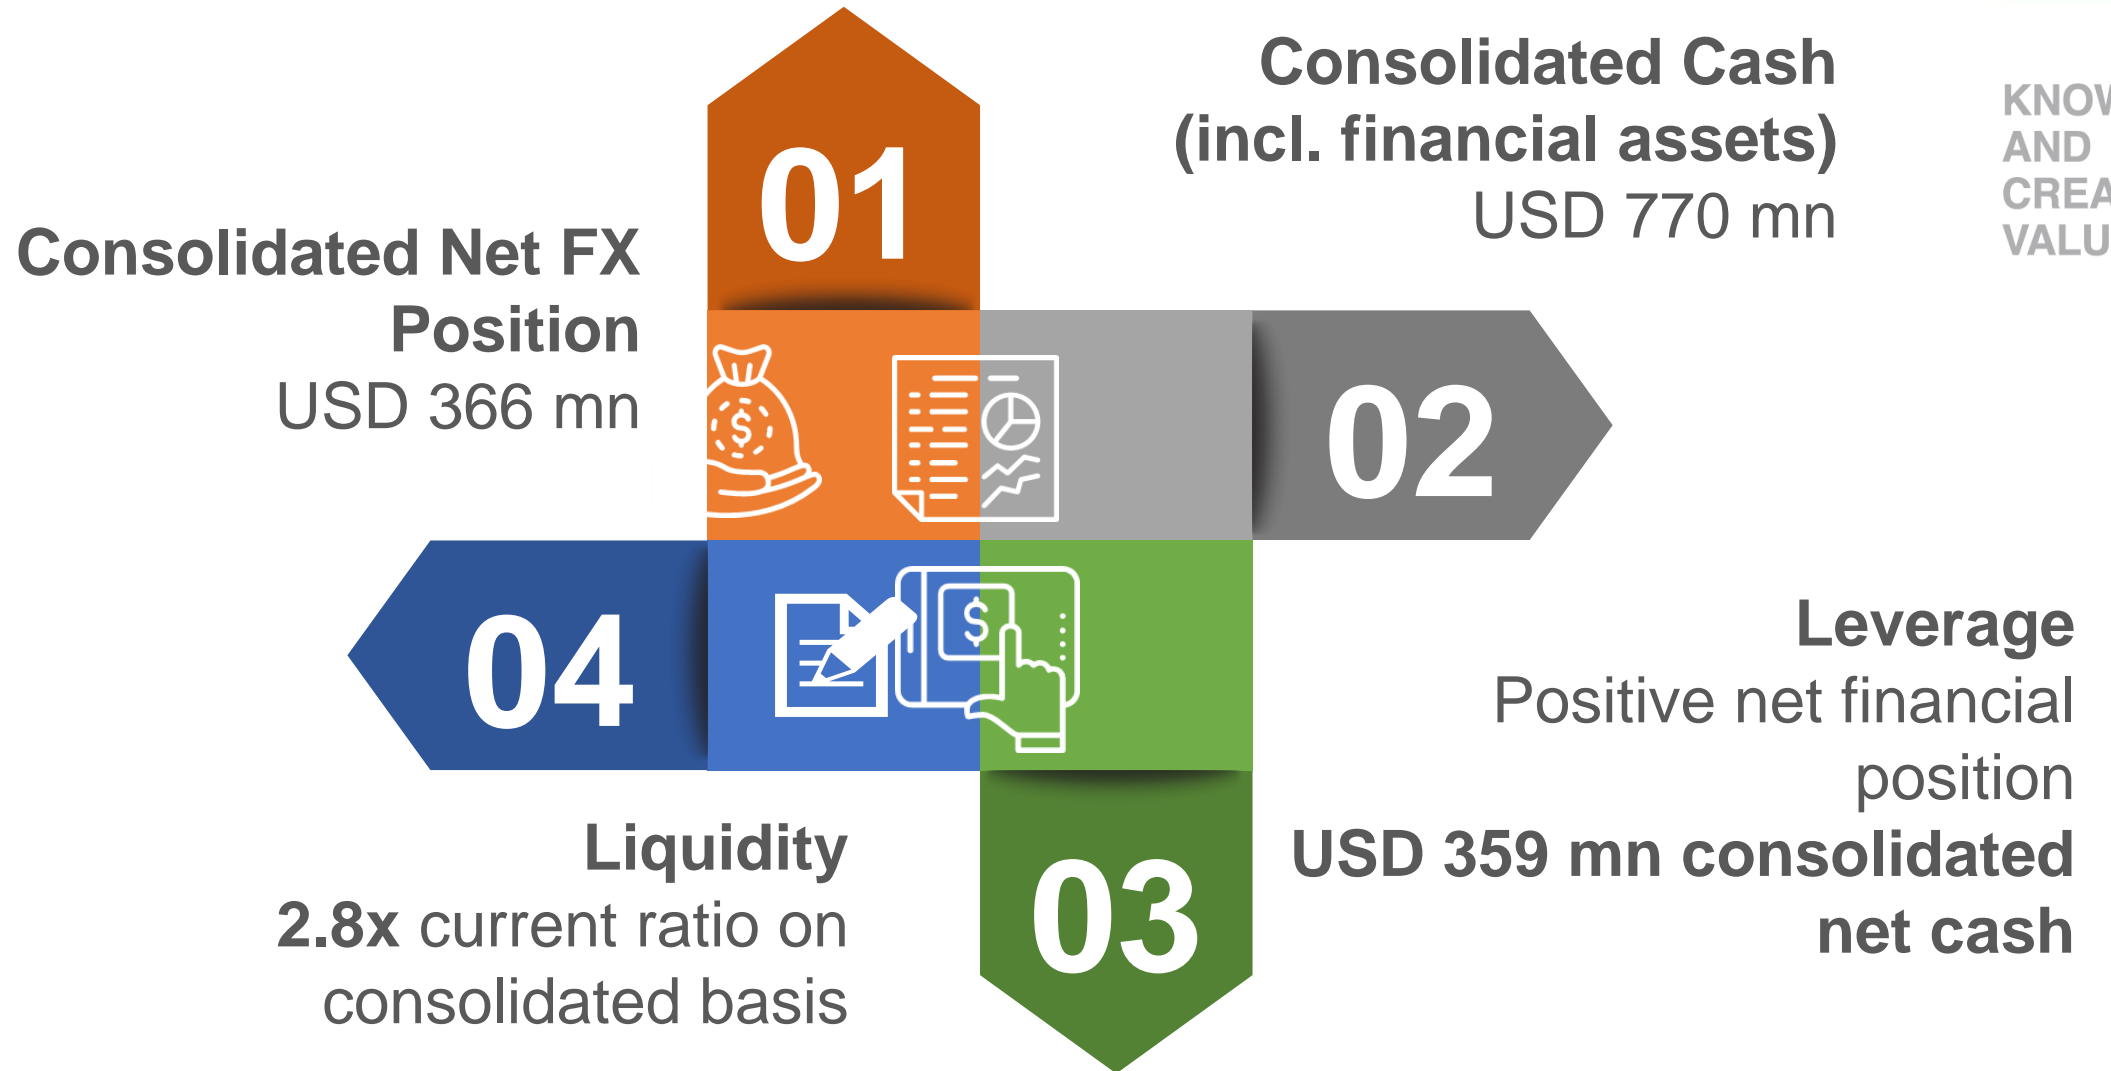 01
Consolidated Net FX
Position
USD 366 mn
Consolidated Cash
(incl. financial assets)
USD 770 mn
AND
02
Leverage
Positive net financial
position
USD 359 mn consolidated
net cash
03
04
Liquidity
2.8x current ratio on
consolidated basis
$
$